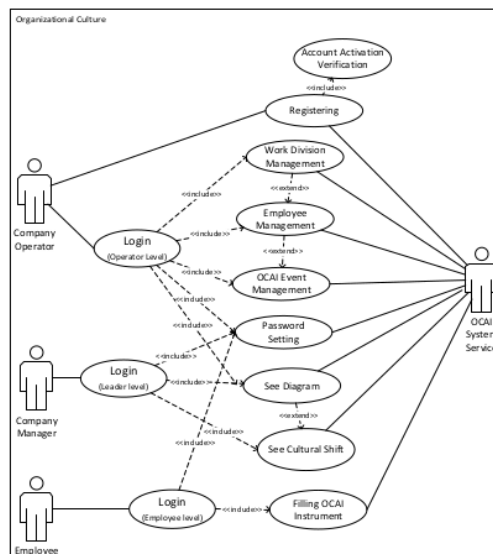 Organizational Culture
Account Activation
Verification
<<include>>
Registering
Work Division
Management
<<include>>
<<extend>>
Company
Operator
Login
(Operator Level)
<<include>>
Employee
Management
<<extend>>
<<include>>
OCAI Event
Management
OCAI
System
Service
<<include>>
Password
Setting
<<include>>
<<include>>
Login
(Leader level)
<<include>>
See Diagram
Company
Manager
<<extend>>
<<include>>
<<include>>
See Cultural Shift
Login
(Employee level)
<<include>>
Filling OCAI
Instrument
Employee